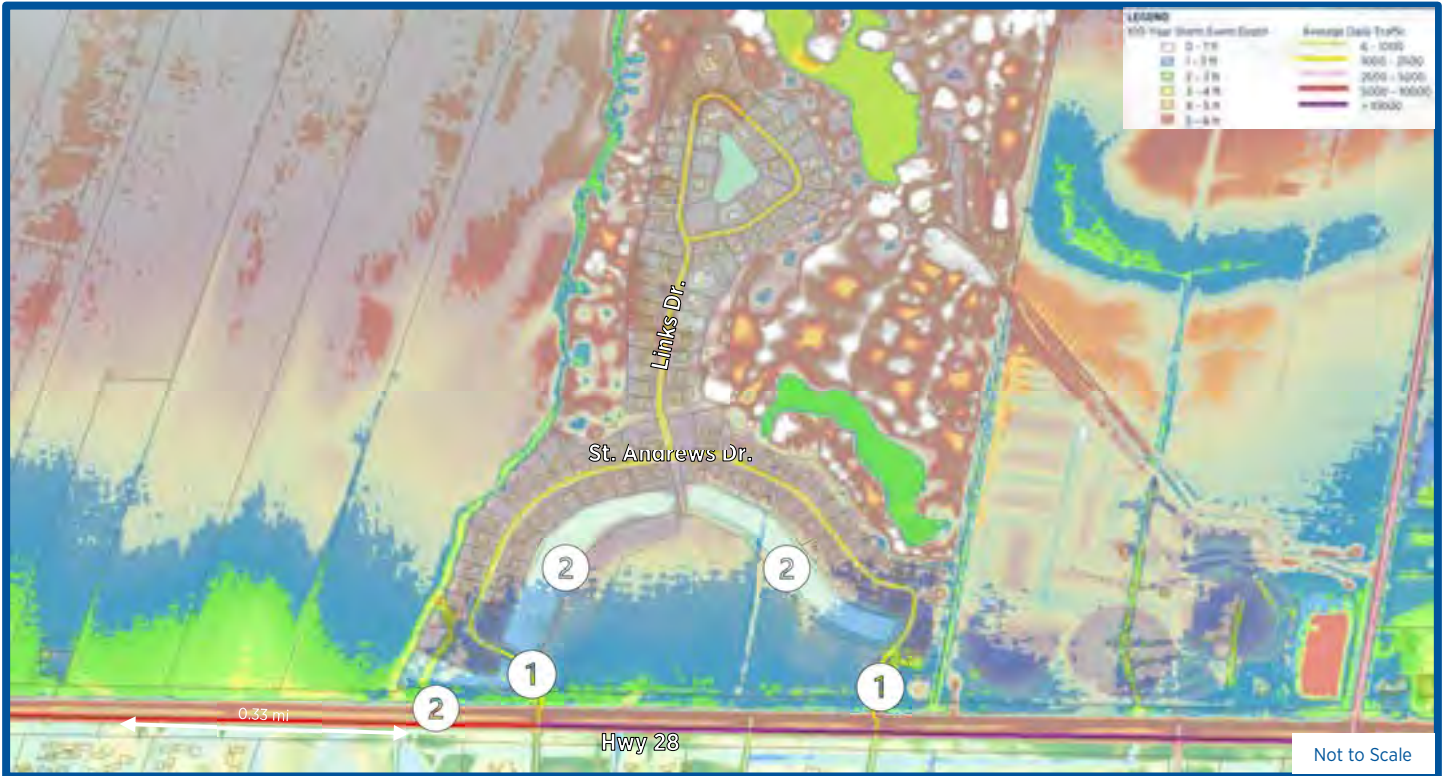 LEGEND
100 Year Storm Event Depth
0 - 1 ft
1 - 2 ft
2 - 3 ft
3 - 4 ft
4 - 5 ft
5 - 6 ft
Average Daily Traffic
1000 - 2500
2500 - 5000
5000 - 10000
> 10000
Links Dr.
St. Andrews Dr.
2
2
1
1
2
0.33 mi
Hwy 28
Not to Scale